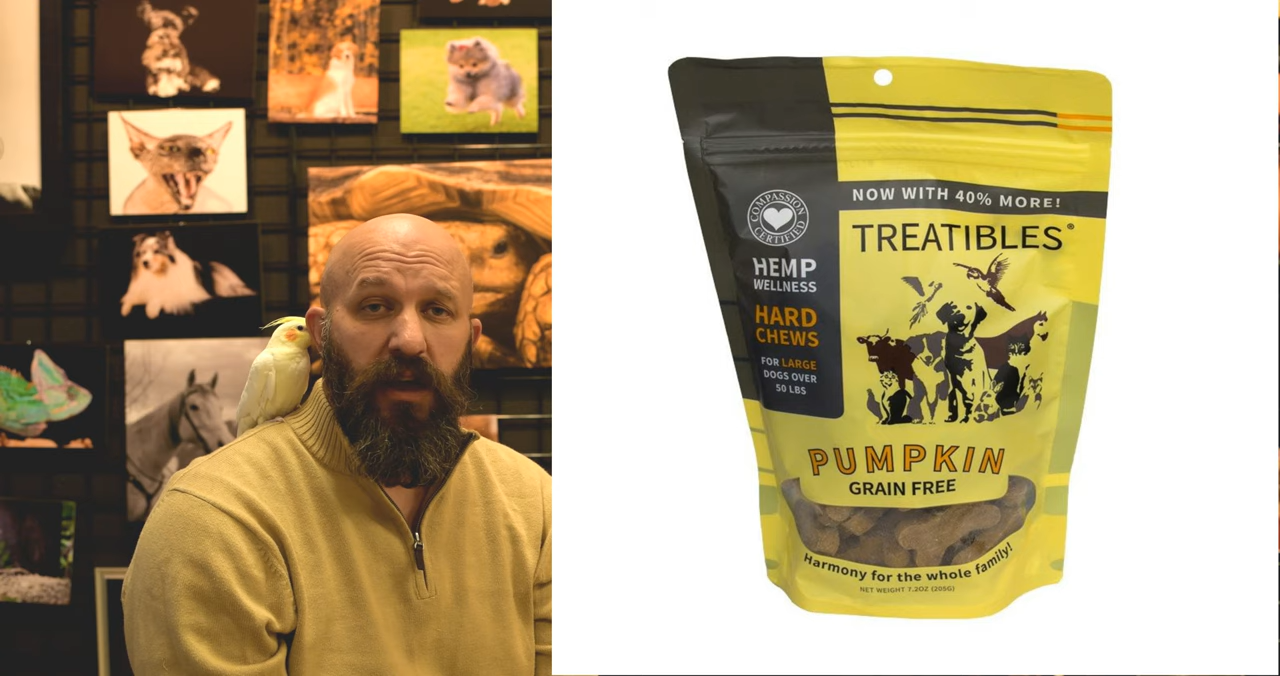 NOW WITH 40% MORE!
COMPASSION
CERTIFIED
TREATIBLES®
HEMP
WELLNESS
HARD
CHEWS
FOR LARGE
DOGS OVER
50 LBS
PUMPKIN
GRAIN FREE
Harmony for the whole family!
NET WEIGHT 7.2OZ (205G)